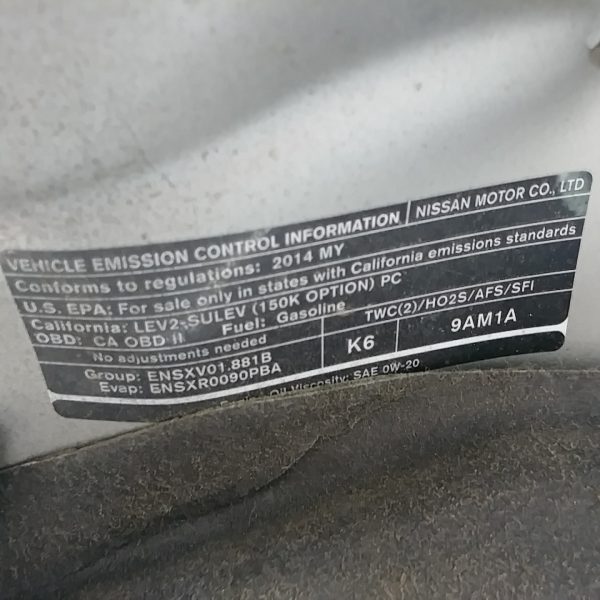 VEHICLE EMISSION CONTROL INFORMATION NISSAN MOTOR CO., LTD
Conforms to regulations: 2014 MY
U.S. EPA: For sale only in states with California emissions standards
California: LEV2-SULEV (150K OPTION) PC
OBD: CA OBD II Fuel: Gasoline TWC(2)/HO2S/AFS/SFI
No adjustments needed
Group: ENSXV01.881B K6 9AM1A
Evap: ENSXR0090PBA
Oil Viscosity: SAE 0W-20